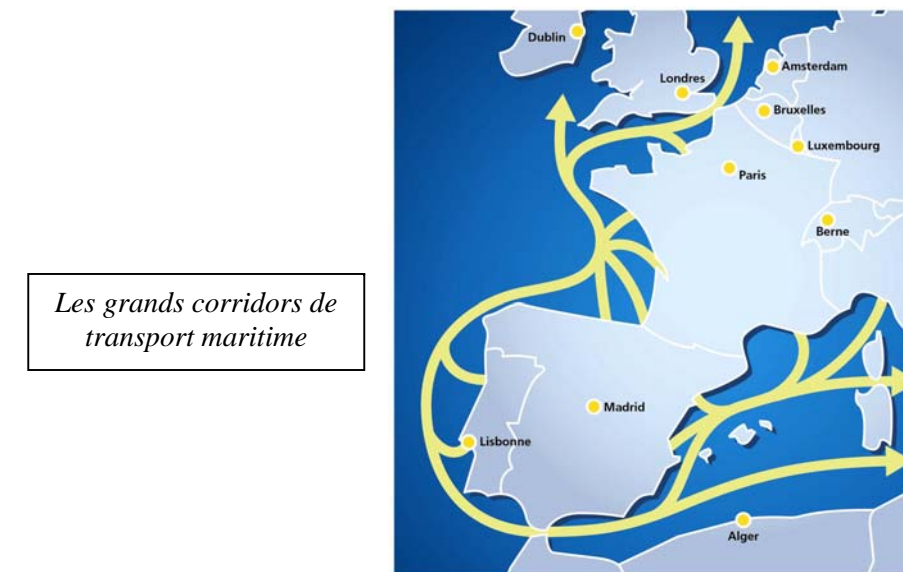 Les grands corridors de
transport maritime
Dublin
Londres
Amsterdam
Bruxelles
Luxembourg
Paris
Berne
Madrid
Lisbonne
Alger